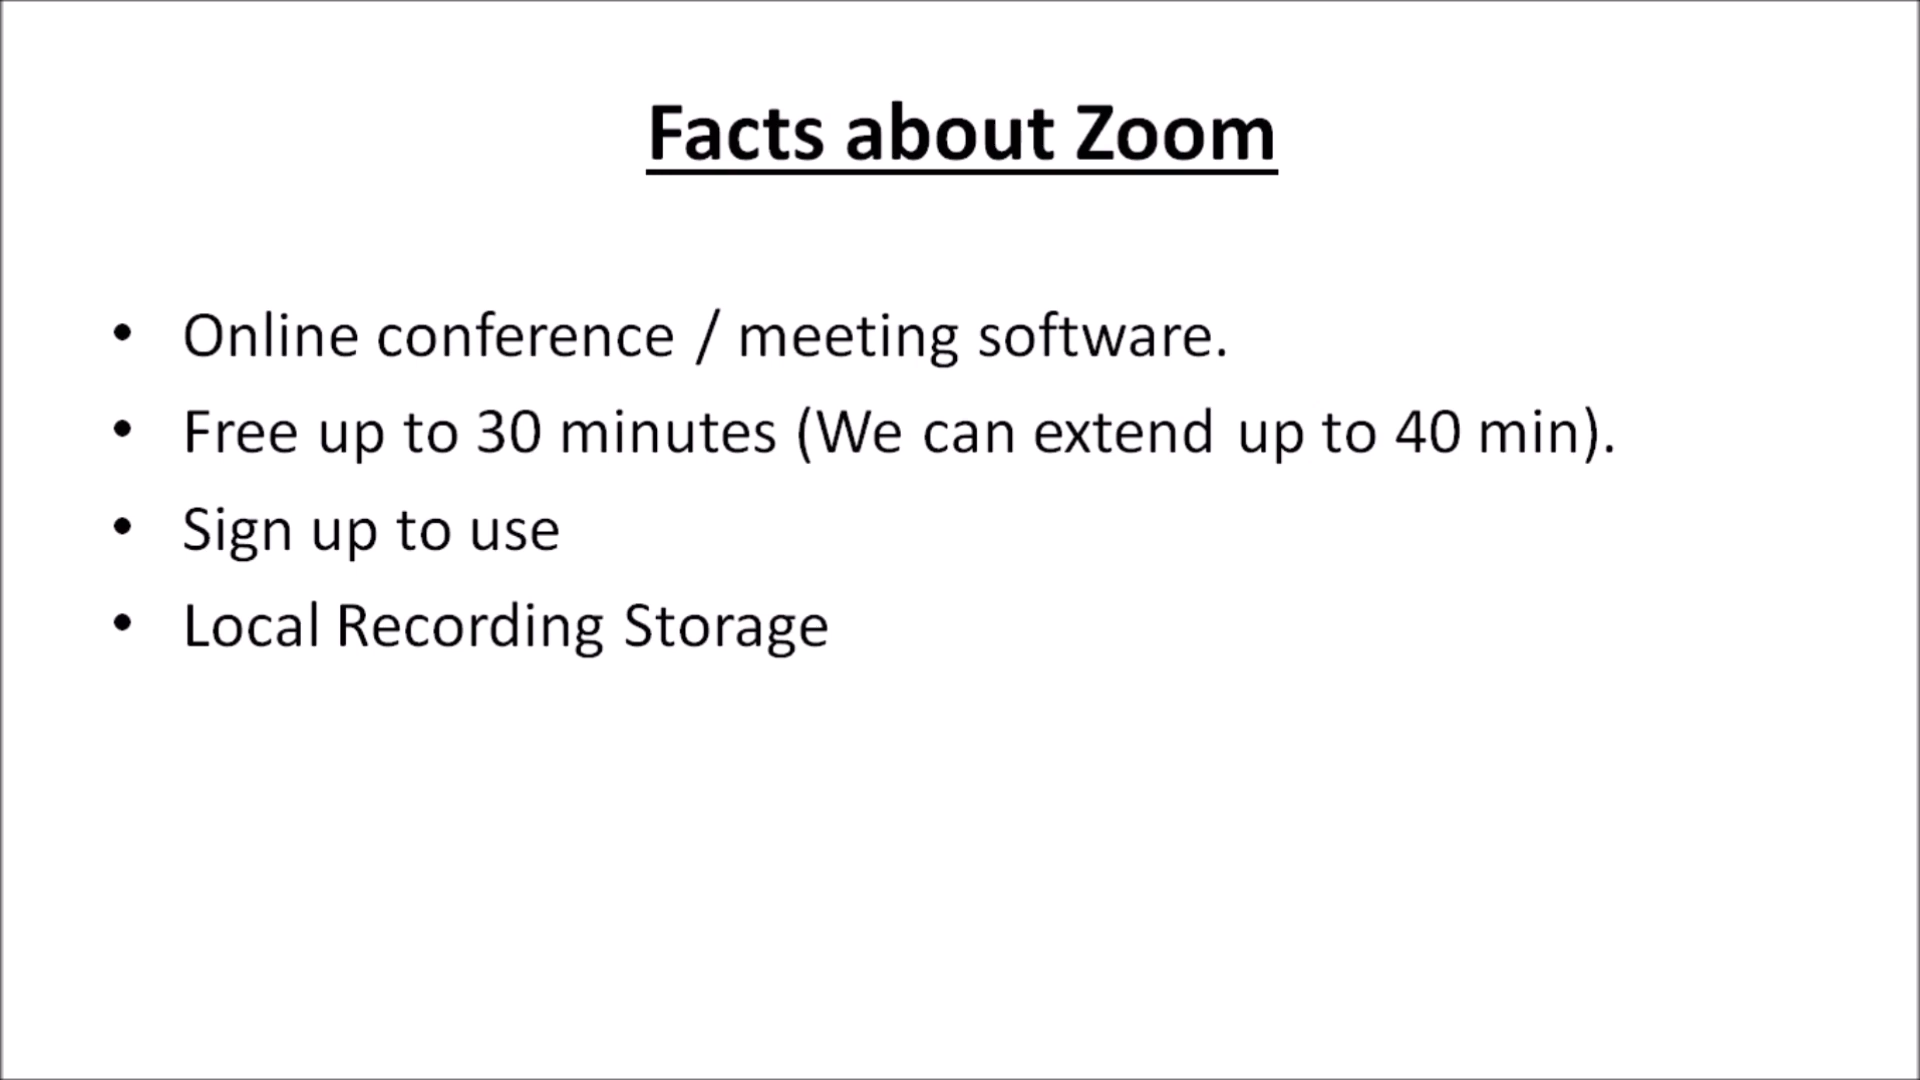 Facts about Zoom
• Online conference / meeting software.
• Free up to 30 minutes (We can extend up to 40 min).
• Sign up to use
• Local Recording Storage